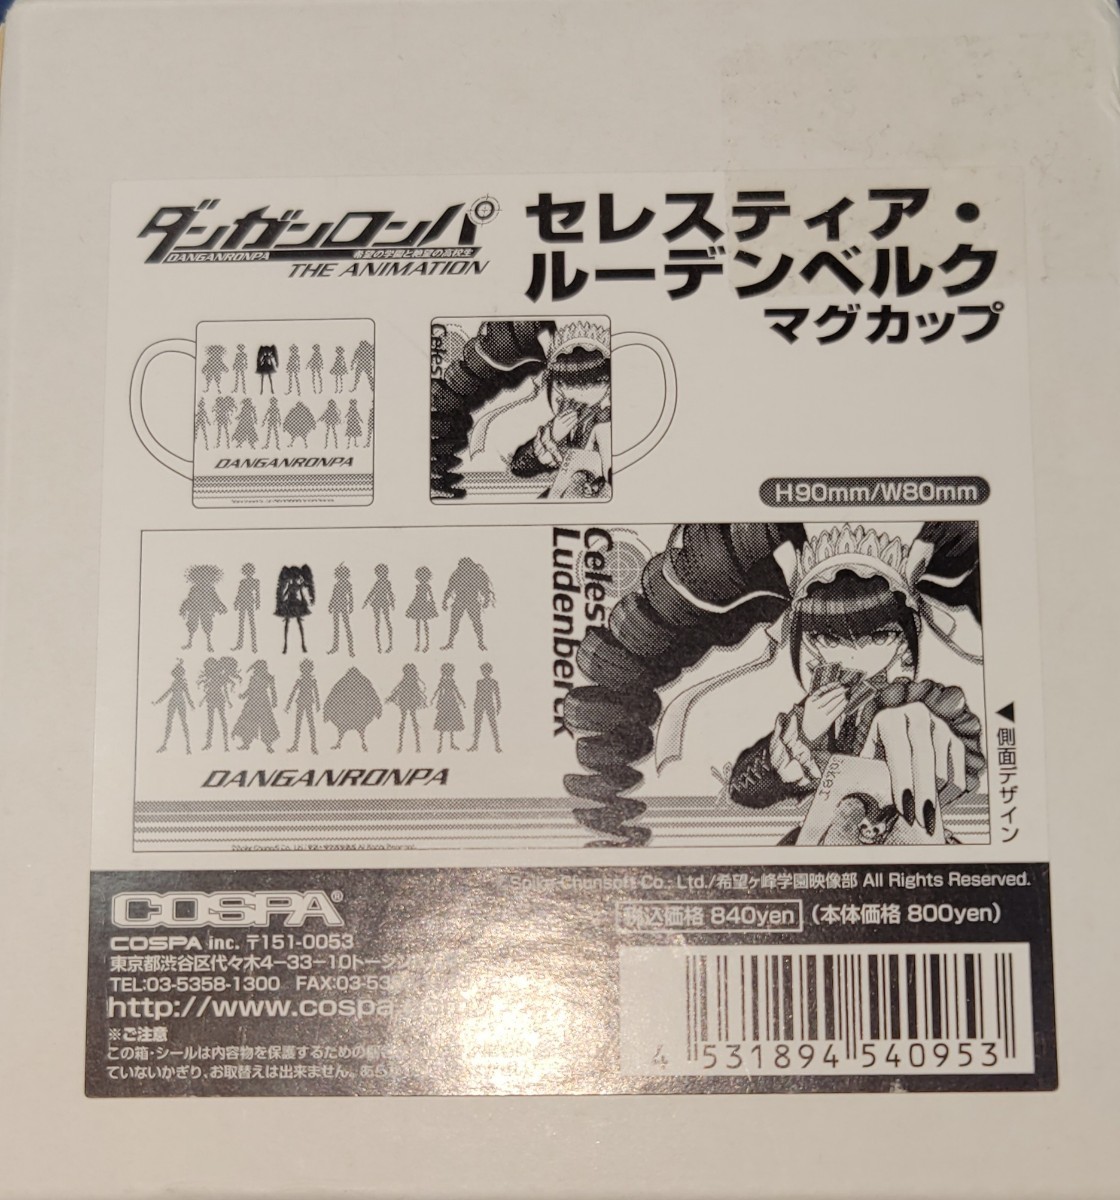 ダンガンロンパ
DANGANRONPA
希望の学園と絶望の高校生
THE ANIMATION
セレスティア・
ルーデンベルク
マグカップ
Celest
DANGANRONPA
H90mm/W80mm
Celest
Ludenberck
DANGANRONPA
◀側面デザイン
©Spike Chunsoft Co., Ltd./希望ヶ峰学園映像部 All Rights Reserved.
COSPA®
税込価格 840yen (本体価格 800yen)
COSPA inc. 〒151-0053
東京都渋谷区代々木4-33-10トーシン
TEL:03-5358-1300 FAX:03-53
http://www.cospa
※ご注意
この箱・シールは内容物を保護するための
ていないかぎり、お取替えは出来ません。あら
4 531894 540953